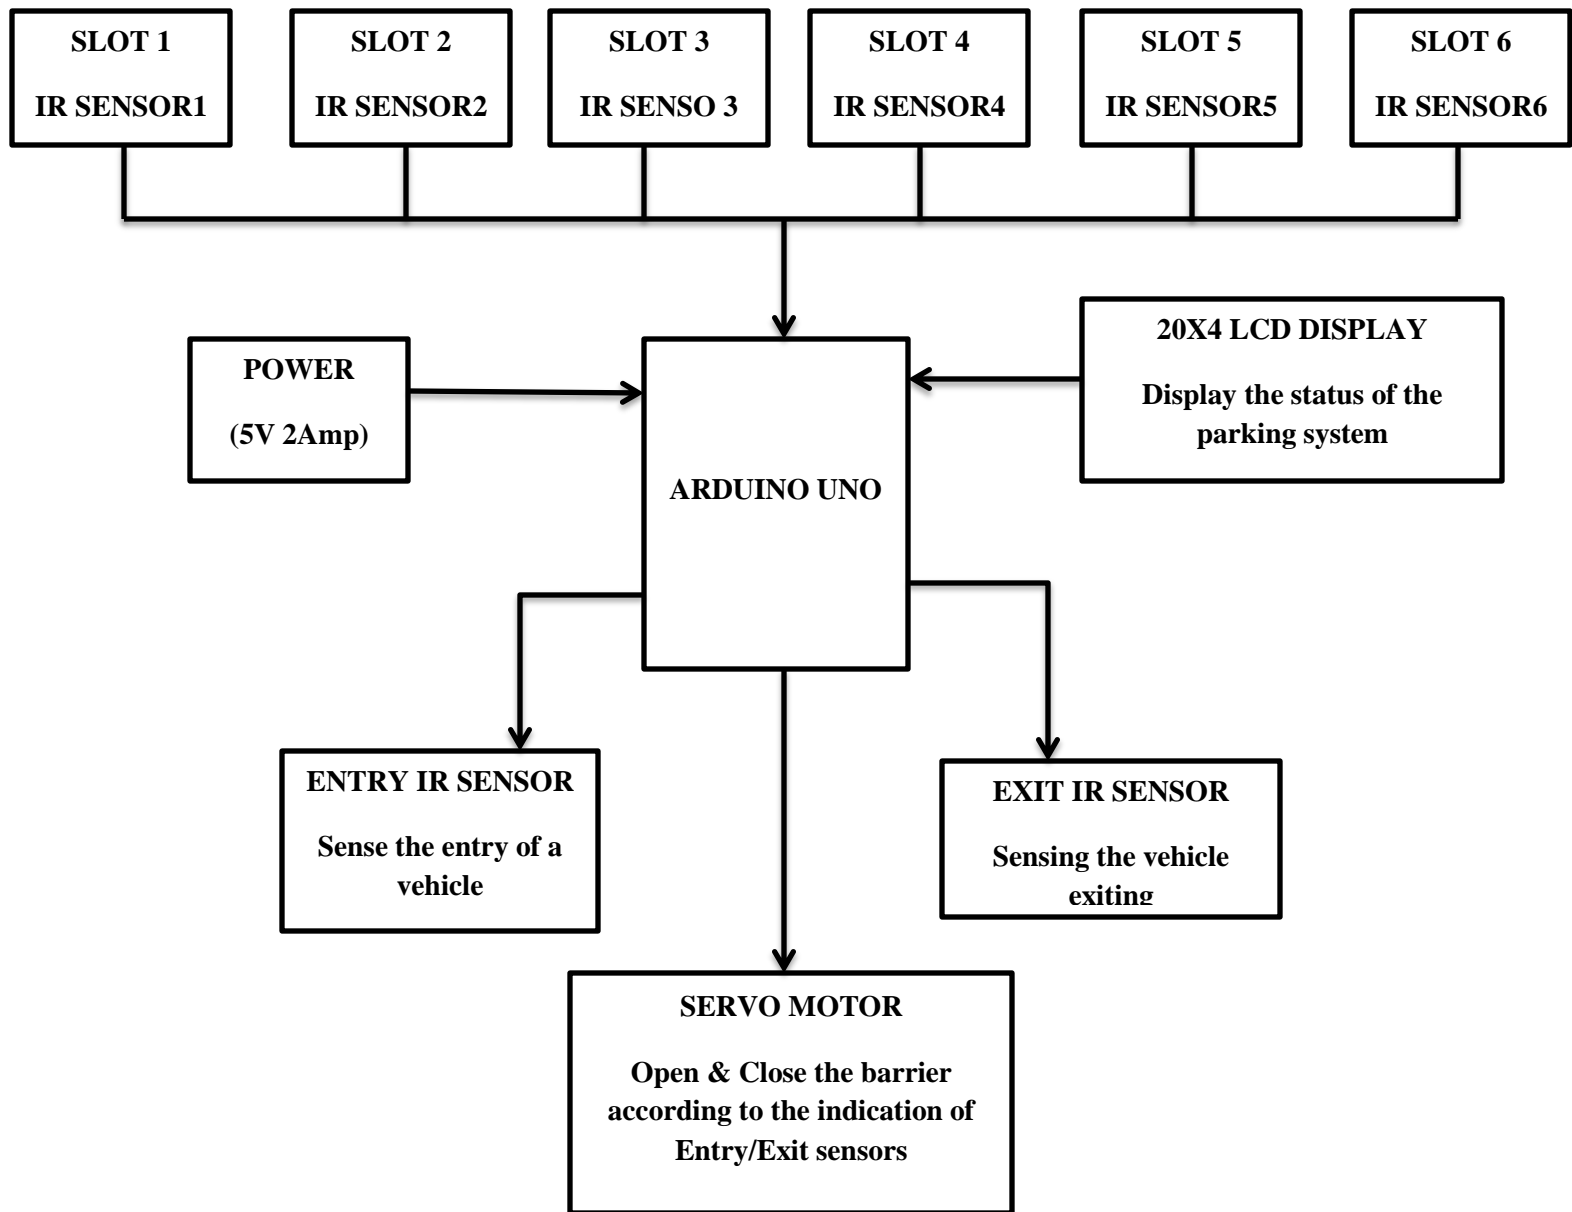 SLOT 1
IR SENSOR1
SLOT 2
IR SENSOR2
SLOT 3
IR SENSO 3
SLOT 4
IR SENSOR4
SLOT 5
IR SENSOR5
SLOT 6
IR SENSOR6
POWER
(5V 2Amp)
ARDUINO UNO
20X4 LCD DISPLAY
Display the status of the
parking system
ENTRY IR SENSOR
Sense the entry of a
vehicle
EXIT IR SENSOR
Sensing the vehicle
exiting
SERVO MOTOR
Open & Close the barrier
according to the indication of
Entry/Exit sensors